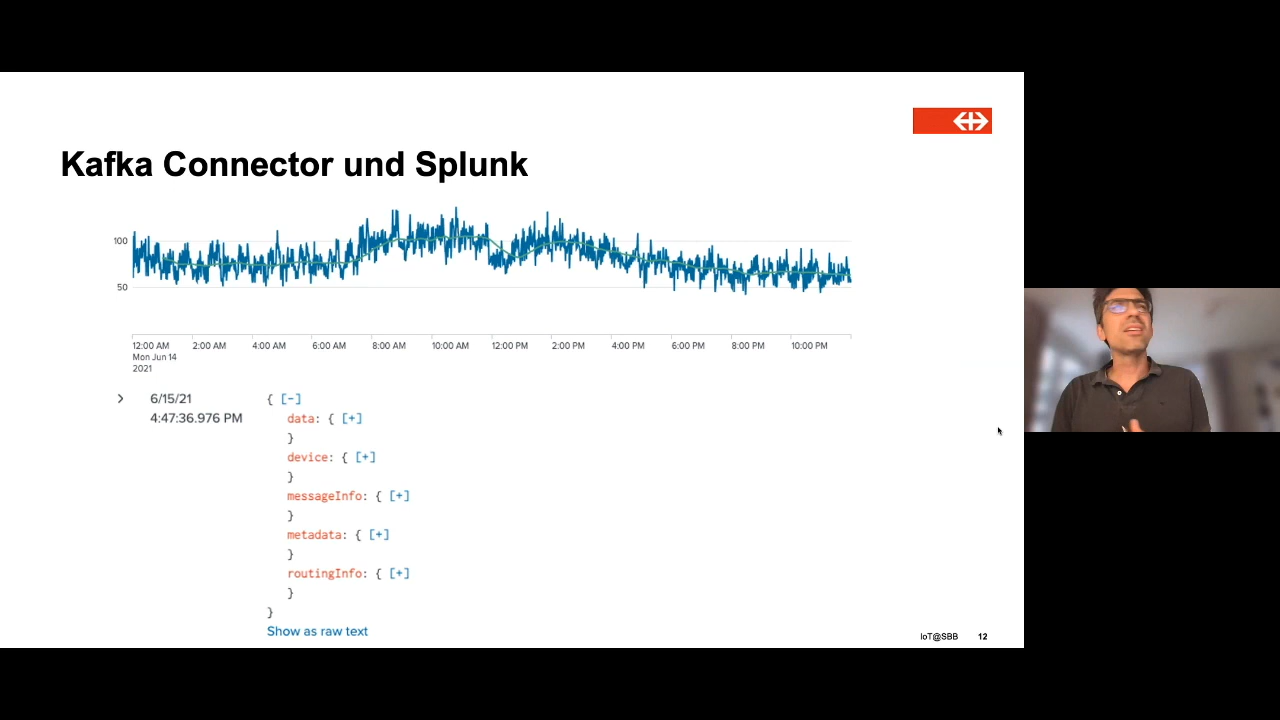 Kafka Connector und Splunk
100
50
12:00 AM 2:00 AM 4:00 AM 6:00 AM 8:00 AM 10:00 AM 12:00 PM 2:00 PM 4:00 PM 6:00 PM 8:00 PM 10:00 PM
Mon Jun 14
2021
> 6/15/21 { [-]
4:47:36.976 PM data: { [+]
}
device: { [+]
}
messageInfo: { [+]
}
metadata: { [+]
}
routingInfo: { [+]
}
}
Show as raw text
IoT@SBB 12